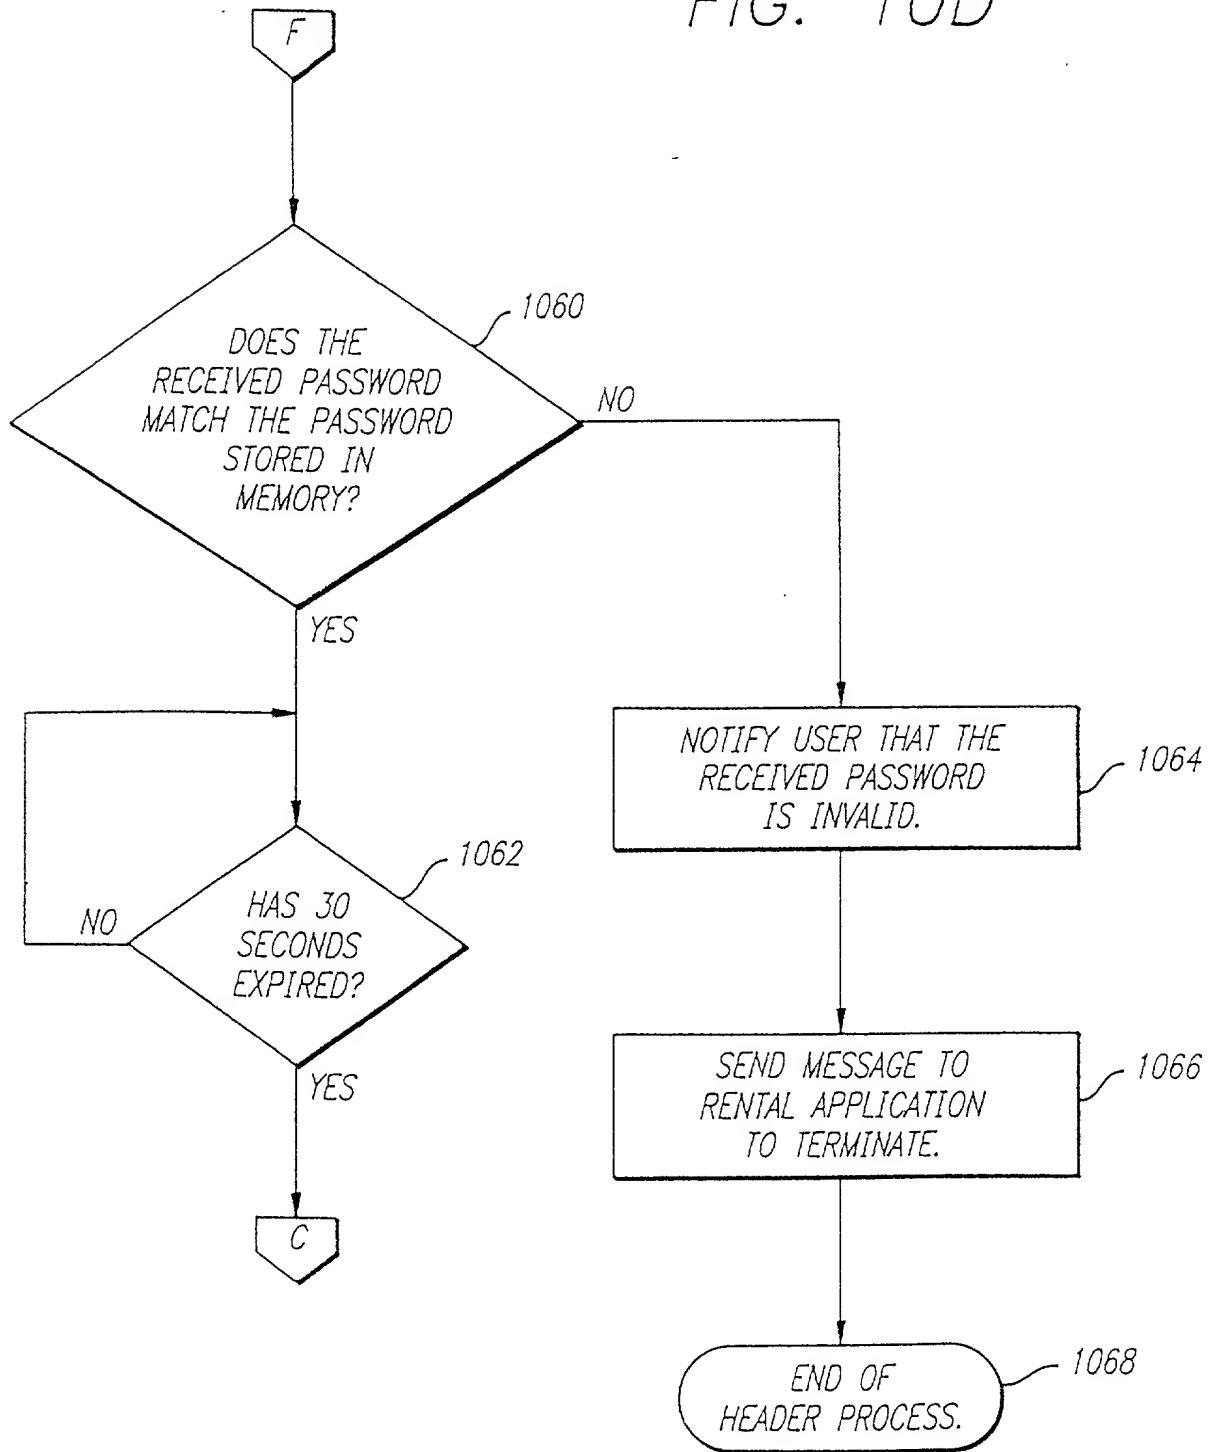 FIG. 10D
F
1060
DOES THE
RECEIVED PASSWORD
MATCH THE PASSWORD
STORED IN
MEMORY?
NO
YES
NOTIFY USER THAT THE
RECEIVED PASSWORD
IS INVALID.
1064
1062
HAS 30
SECONDS
EXPIRED?
NO
YES
SEND MESSAGE TO
RENTAL APPLICATION
TO TERMINATE.
1066
C
END OF
HEADER PROCESS.
1068